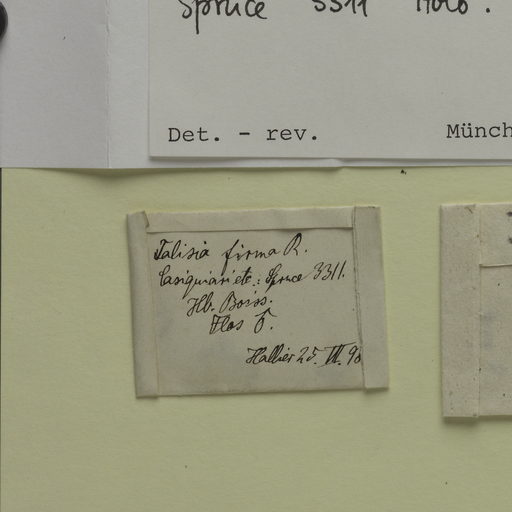 Spruce 3311 Holo.
Det. - rev. Münch
Talisia firma R.
Casiquiari etc.: Spruce 3311.
Hb. Boiss.
Flos ♂.
Hallier 25. III. 96